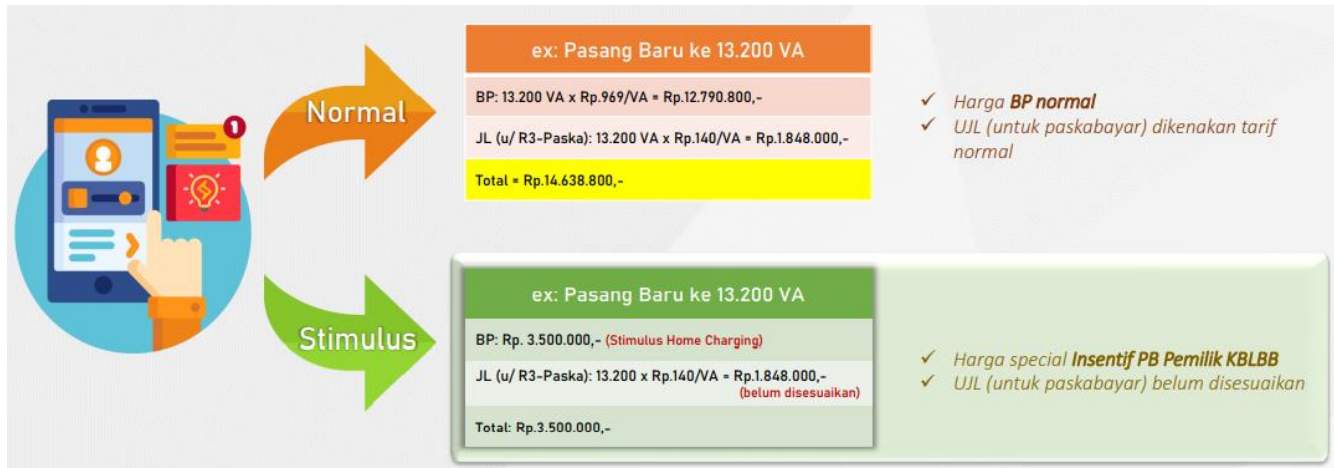 Normal
ex: Pasang Baru ke 13.200 VA
BP: 13.200 VA x Rp.969/VA = Rp.12.790.800,-
JL (u/ R3-Paska): 13.200 VA x Rp.140/VA = Rp.1.848.000,-
Total = Rp.14.638.800,-
✓ Harga BP normal
✓ UJL (untuk paskabayar) dikenakan tarif
normal
1
Stimulus
ex: Pasang Baru ke 13.200 VA
BP: Rp. 3.500.000,- (Stimulus Home Charging)
JL (u/ R3-Paska): 13.200 x Rp.140/VA = Rp.1.848.000,-
(belum disesuaikan)
Total: Rp.3.500.000,-
✓ Harga special Insentif PB Pemilik KBLBB
✓ UJL (untuk paskabayar) belum disesuaikan